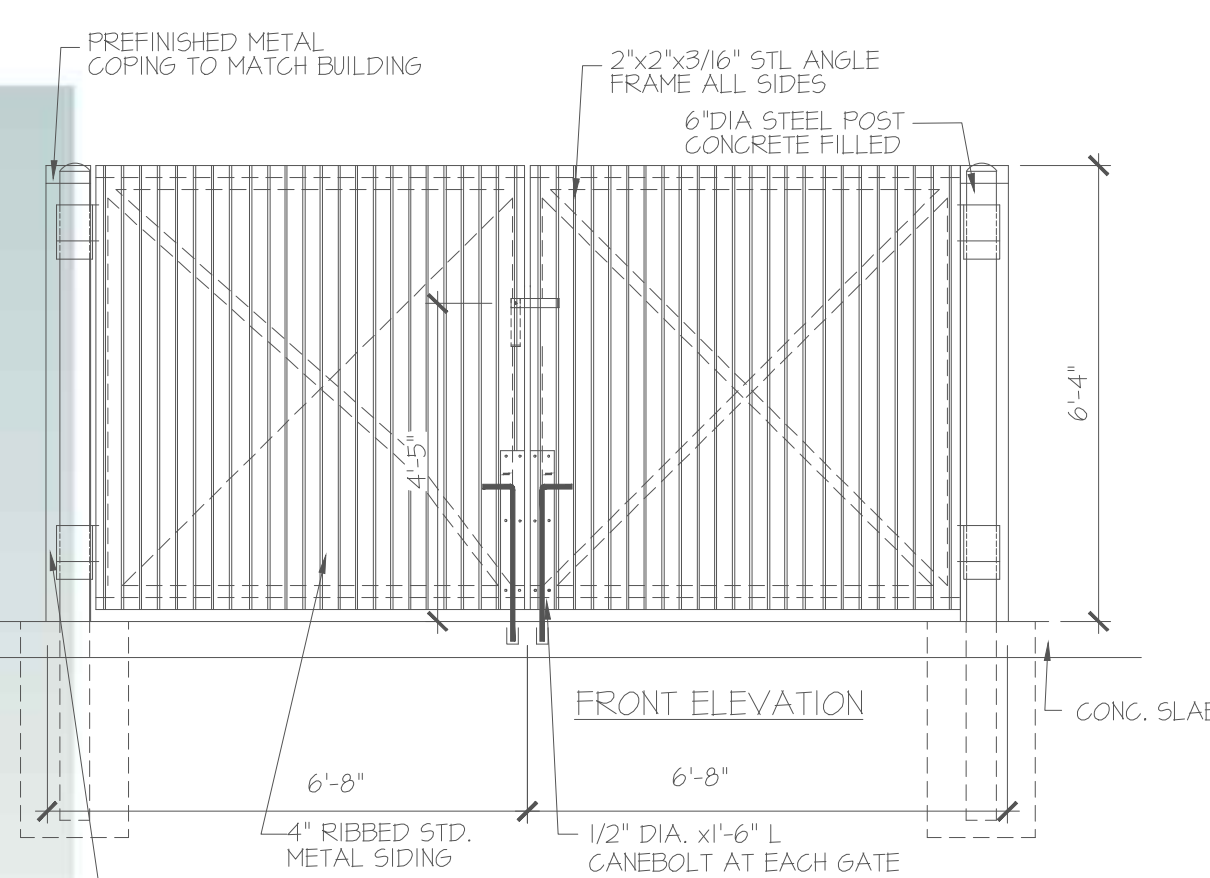 PREFINISHED METAL
COPING TO MATCH BUILDING
2"x2"x3/16" STL ANGLE
FRAME ALL SIDES
6"DIA STEEL POST
CONCRETE FILLED
6'-4"
4'-5"
FRONT ELEVATION
CONC. SLAB
6'-8"
6'-8"
4" RIBBED STD.
METAL SIDING
1/2" DIA. x1'-6" L
CANEBOLT AT EACH GATE